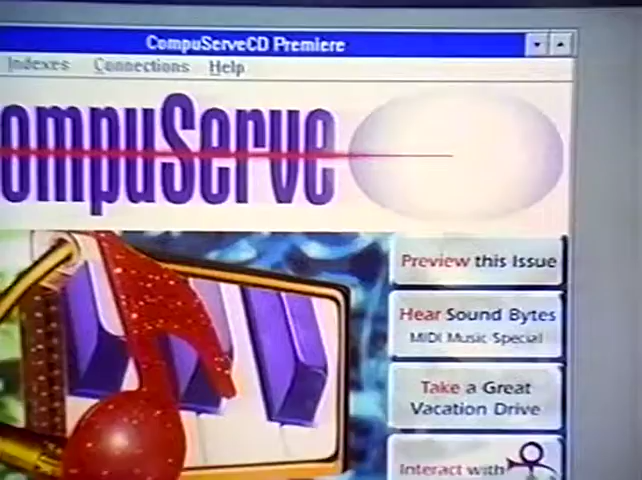 CompuServeCD Premiere
Indexes Connections Help
ompuServe
Preview this Issue
Hear Sound Bytes
MIDI Music Special
Take a Great
Vacation Drive
Interact with